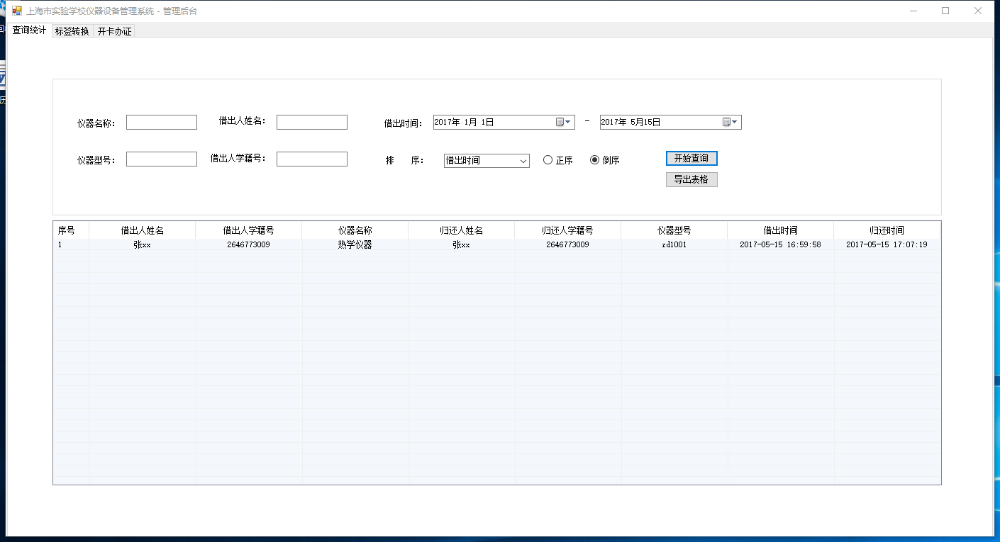 上海市实验学校仪器设备管理系统 - 管理后台
查询统计 标签转换 开卡办证
仪器名称: 借出人姓名: 借出时间: 2017年 1月 1日 - 2017年 5月15日
仪器型号: 借出人学籍号: 排 序: 借出时间 正序 倒序 开始查询
导出表格
序号 借出人姓名 借出人学籍号 仪器名称 归还人姓名 归还人学籍号 仪器型号 借出时间 归还时间
1 张xx 2646773009 热学仪器 张xx 2646773009 zd1001 2017-05-15 16:59:58 2017-05-15 17:07:19